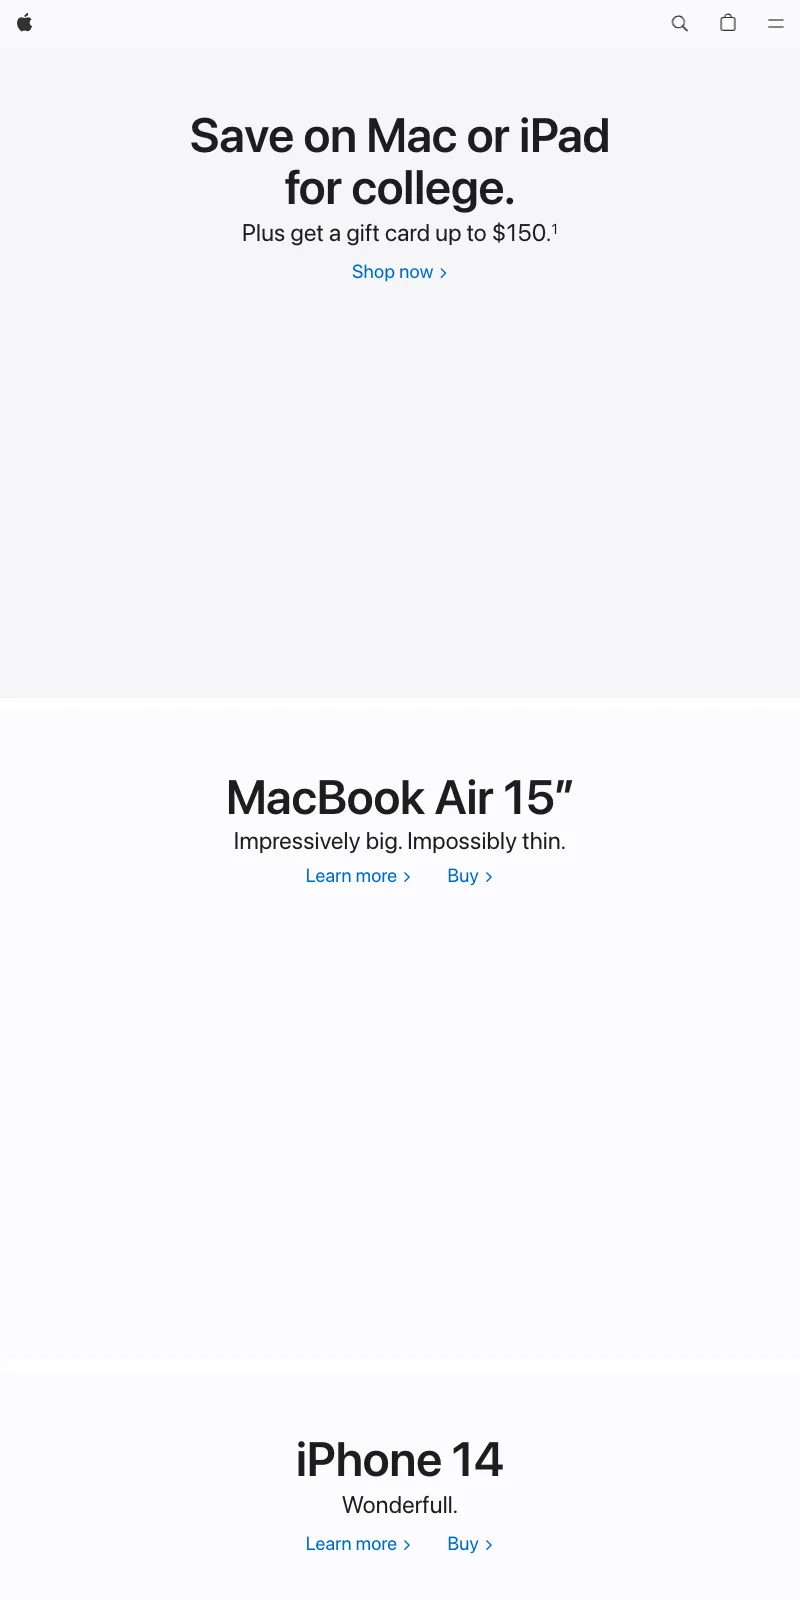 Save on Mac or iPad
for college.
Plus get a gift card up to $150.¹
Shop now >
MacBook Air 15″
Impressively big. Impossibly thin.
Learn more > Buy >
iPhone 14
Wonderfull.
Learn more > Buy >